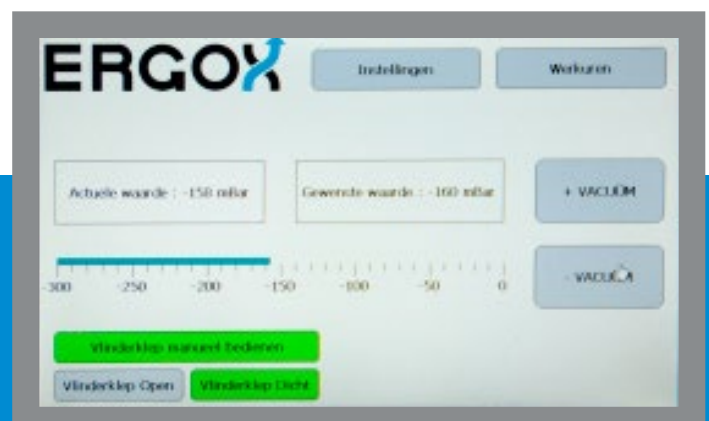 ERGOX
Instellingen
Werkuren
Actuele waarde : -158 mBar
Gewenste waarde : -160 mBar
+ VACUÜM
-300 -250 -200 -150 -100 -50 0
- VACUÜM
Vlinderklep manueel bedienen
Vlinderklep Open
Vlinderklep Dicht